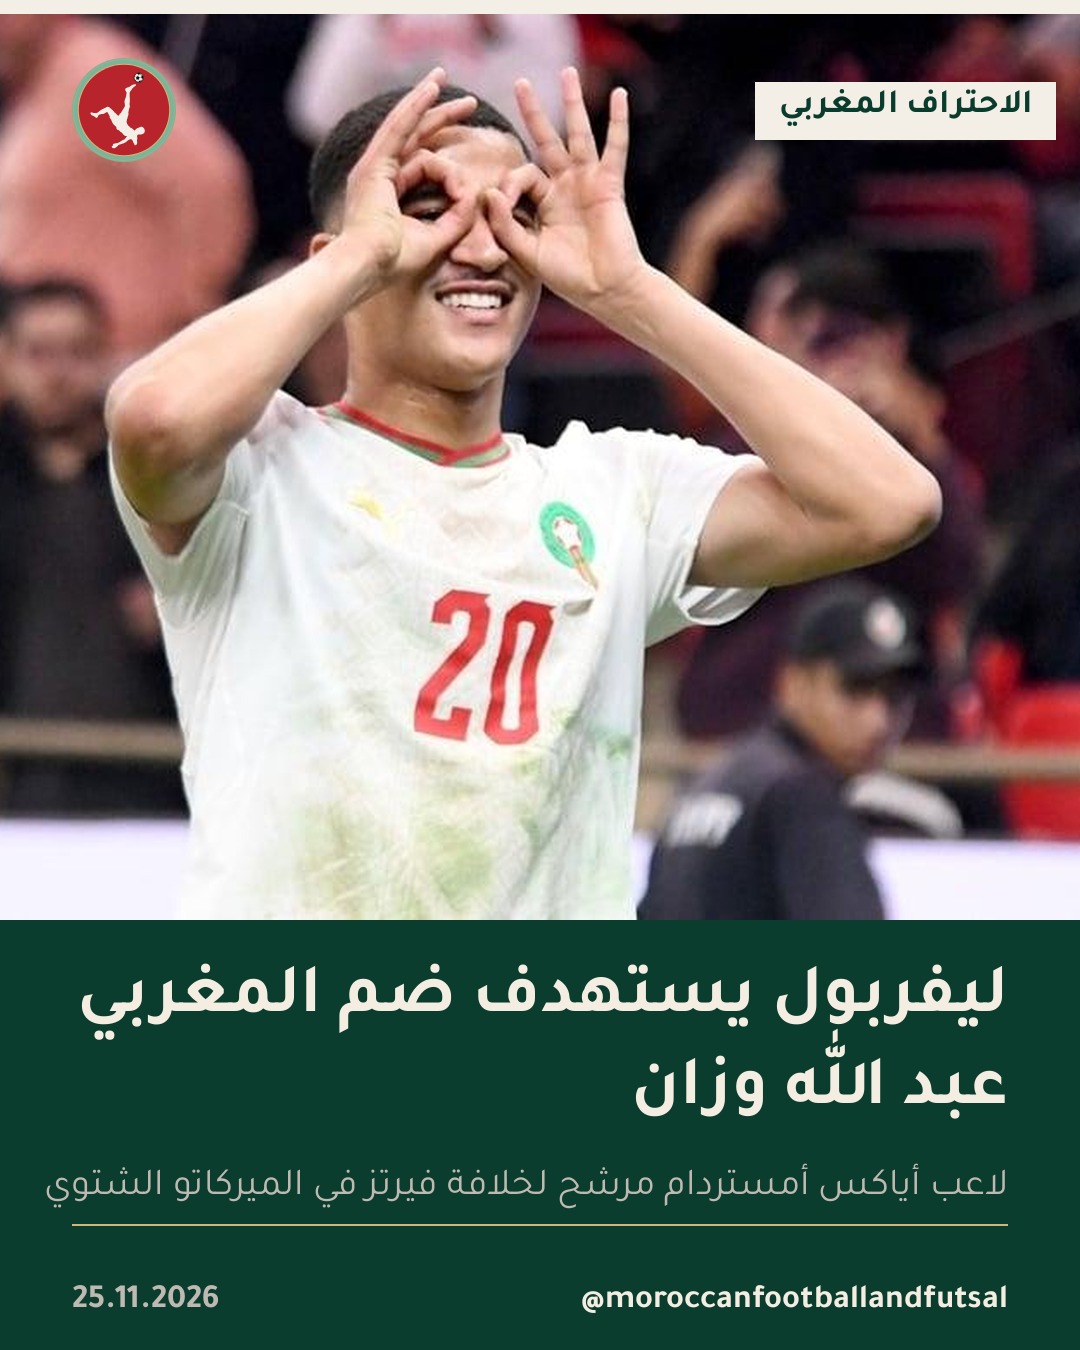 الاحتراف المغربي
20
ليفربول يستهدف ضم المغربي
عبد الله وزان
لاعب أياكس أمستردام مرشح لخلافة فيرتز في الميركاتو الشتوي
25.11.2026
@moroccanfootballandfutsal